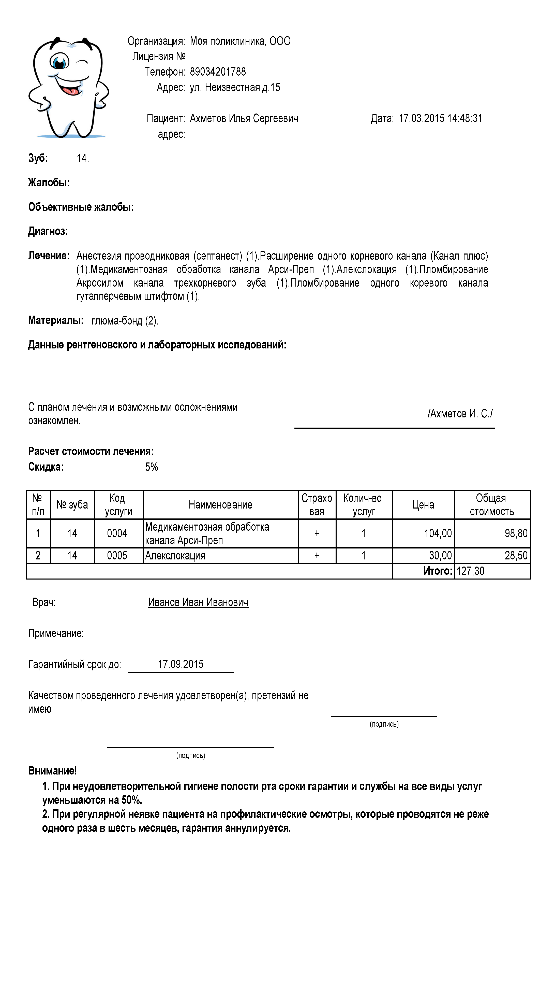 Организация: Моя поликлиника, ООО
Лицензия №
Телефон: 89034201788
Адрес: ул. Неизвестная д.15
Пациент: Ахметов Илья Сергеевич Дата: 17.03.2015 14:48:31
адрес:
Зуб: 14.
Жалобы:
Объективные жалобы:
Диагноз:
Лечение: Анестезия проводниковая (септанест) (1).Расширение одного корневого канала (Канал плюс)
(1).Медикаментозная обработка канала Арси-Преп (1).Алекслокация (1).Пломбирование
Акросилом канала трехкорневого зуба (1).Пломбирование одного коревого канала
гутапперчевым штифтом (1).
Материалы: глюма-бонд (2).
Данные рентгеновского и лабораторных исследований:
С планом лечения и возможными осложнениями
ознакомлен.
/Ахметов И. С./
Расчет стоимости лечения:
Скидка: 5%
№ п/п № зуба Код услуги Наименование Страхо вая Колич-во услуг Цена Общая стоимость
1 14 0004 Медикаментозная обработка канала Арси-Преп + 1 104,00 98,80
2 14 0005 Алекслокация + 1 30,00 28,50
Итого: 127,30
Врач: Иванов Иван Иванович
Примечание:
Гарантийный срок до: 17.09.2015
Качеством проведенного лечения удовлетворен(а), претензий не
имею
(подпись)
(подпись)
Внимание!
1. При неудовлетворительной гигиене полости рта сроки гарантии и службы на все виды услуг
уменьшаются на 50%.
2. При регулярной неявке пациента на профилактические осмотры, которые проводятся не реже
одного раза в шесть месяцев, гарантия аннулируется.